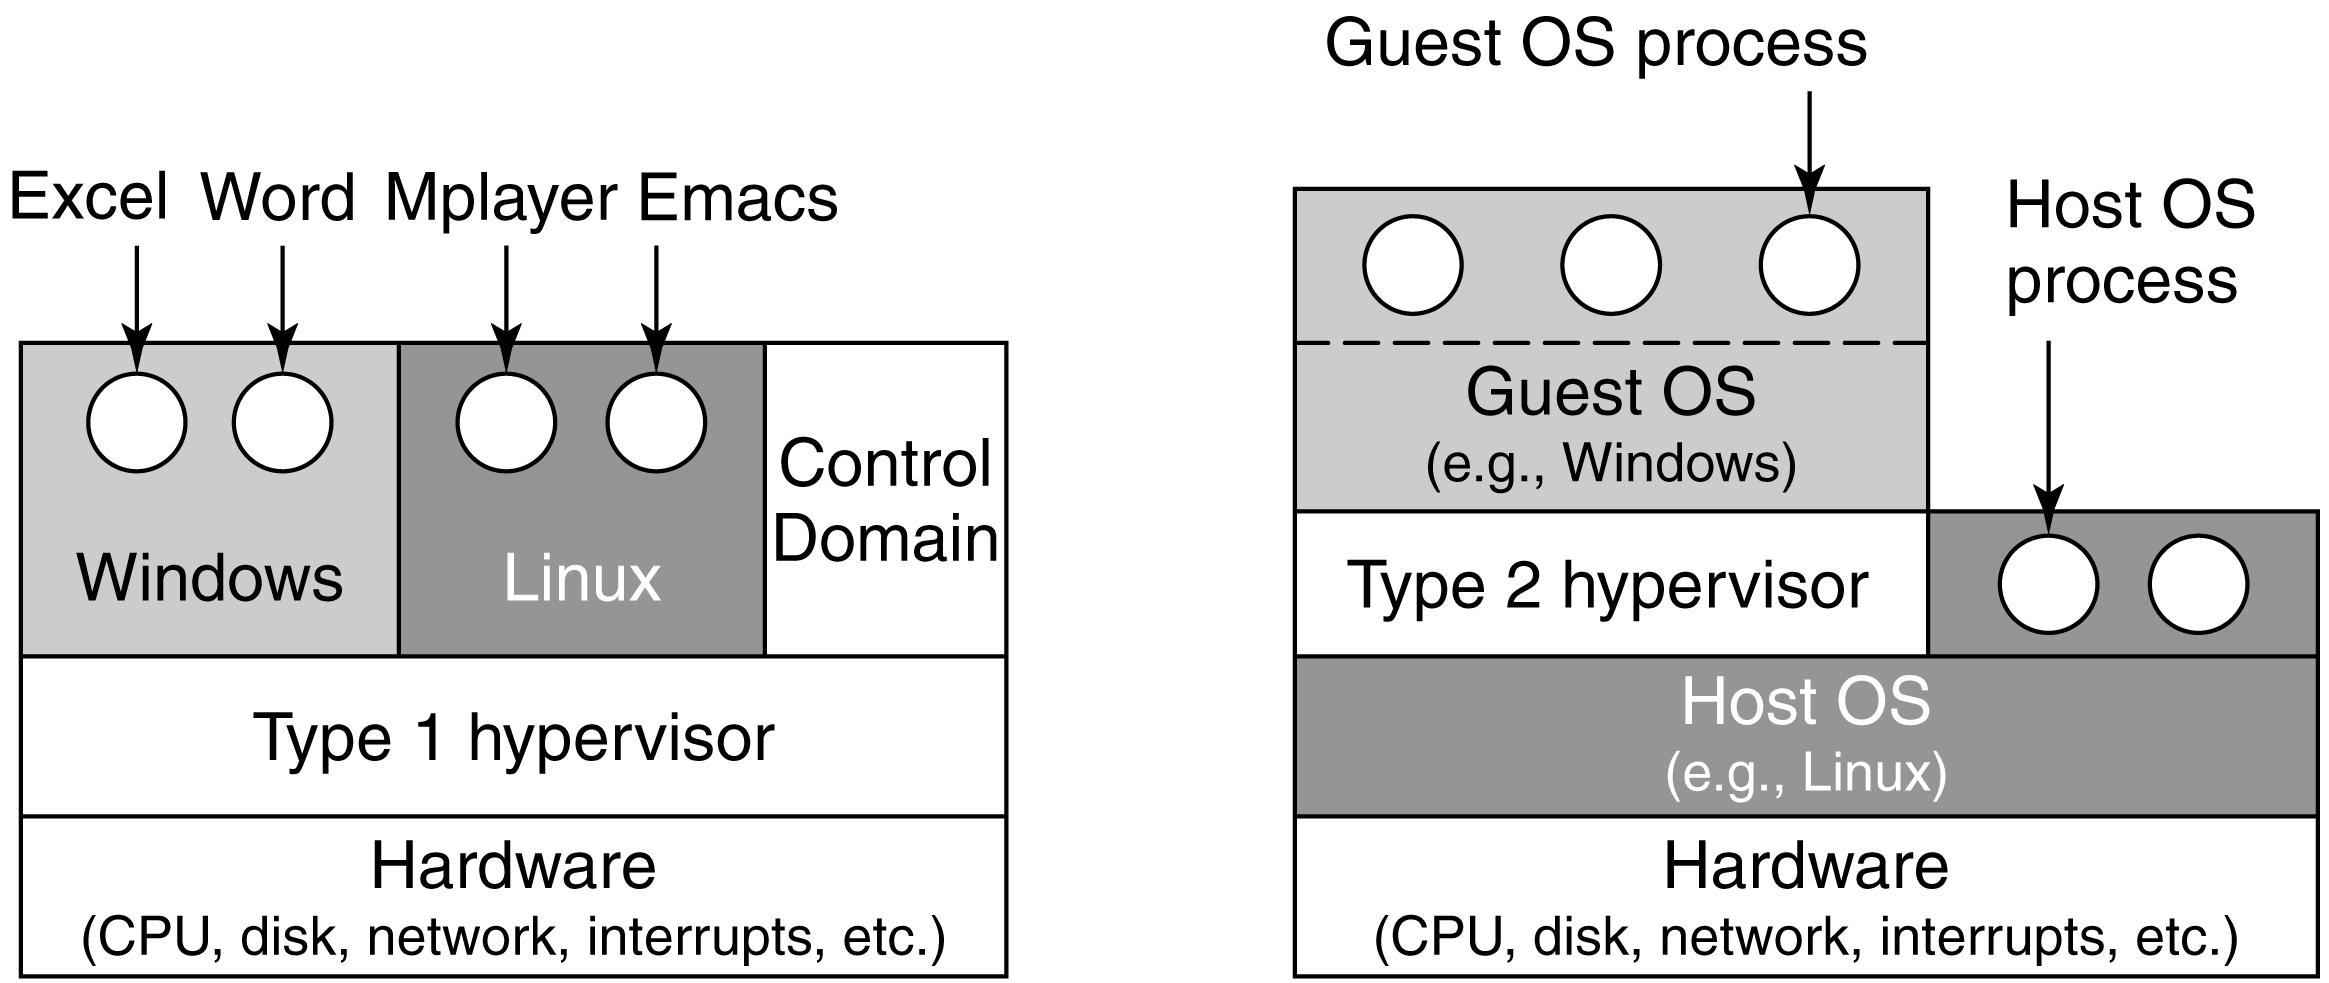 Excel Word Mplayer Emacs
Windows
Linux
Control
Domain
Type 1 hypervisor
Hardware
(CPU, disk, network, interrupts, etc.)
Guest OS process
Host OS
process
Guest OS
(e.g., Windows)
Type 2 hypervisor
Host OS
(e.g., Linux)
Hardware
(CPU, disk, network, interrupts, etc.)